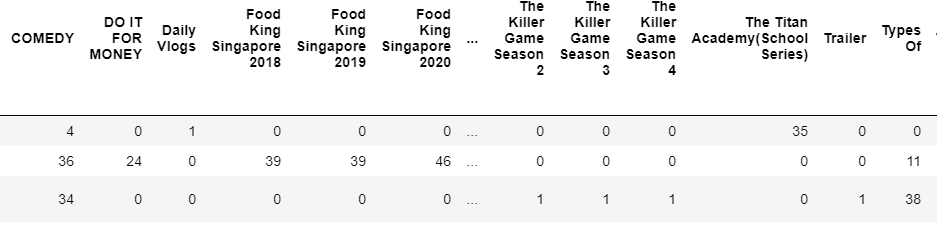 COMEDY
DO IT
FOR
MONEY
Daily
Vlogs
Food
King
Singapore
2018
Food
King
Singapore
2019
Food
King
Singapore
2020
...
The
Killer
Game
Season
2
The
Killer
Game
Season
3
The
Killer
Game
Season
4
The Titan
Academy(School
Series)
Trailer
Types
Of
4 0 1 0 0 0 ... 0 0 0 35 0 0
36 24 0 39 39 46 ... 0 0 0 0 0 11
34 0 0 0 0 0 ... 1 1 1 0 1 38